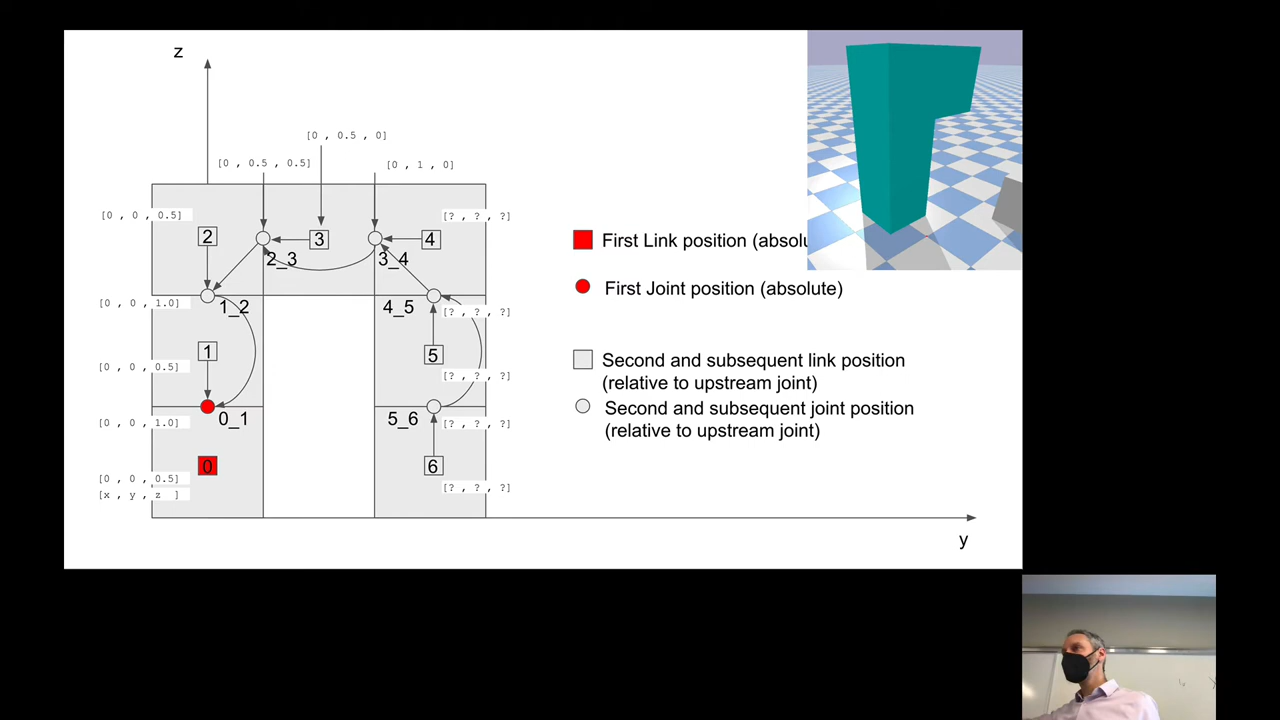 z
[0 , 0.5 , 0]
[0 , 0.5 , 0.5]
[0 , 1 , 0]
[0 , 0 , 0.5]
[? , ? , ?]
2
3
4
2_3
3_4
First Link position (absolu
[0 , 0 , 1.0]
1_2
4_5
[? , ? , ?]
First Joint position (absolute)
1
5
[0 , 0 , 0.5]
[? , ? , ?]
Second and subsequent link position
(relative to upstream joint)
[0 , 0 , 1.0]
0_1
5_6
[? , ? , ?]
Second and subsequent joint position
(relative to upstream joint)
0
6
[0 , 0 , 0.5]
[x , y , z ]
[? , ? , ?]
y